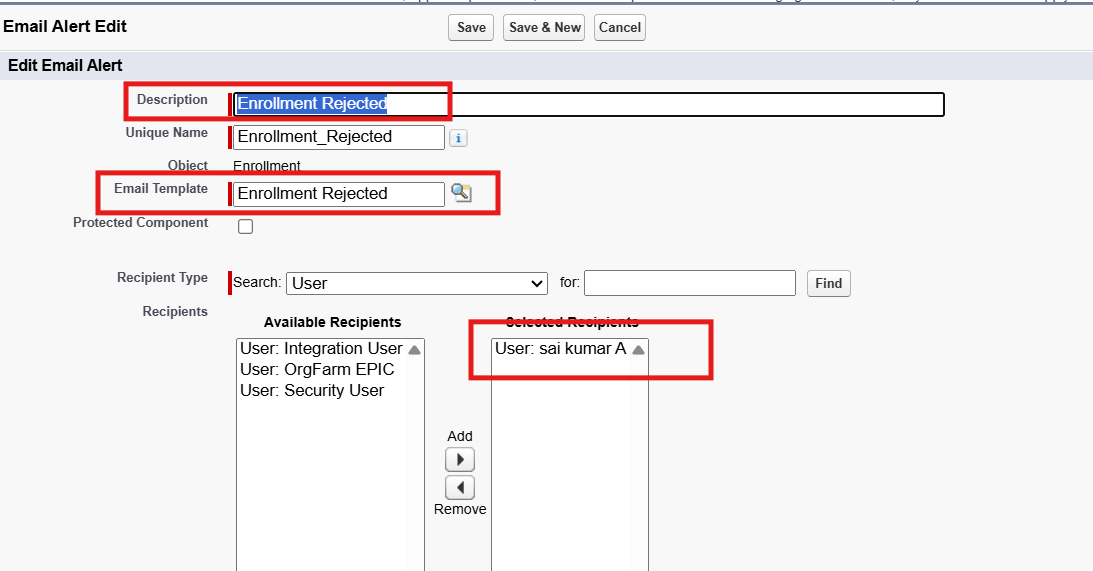 Email Alert Edit
Save
Save & New
Cancel
Edit Email Alert
Description
Enrollment Rejected
Unique Name
Enrollment_Rejected
i
Object
Enrollment
Email Template
Enrollment Rejected
Protected Component
Recipient Type
Search: User
for:
Find
Recipients
Available Recipients
Selected Recipients
User: Integration User
User: OrgFarm EPIC
User: Security User
User: sai kumar A
Add
Remove